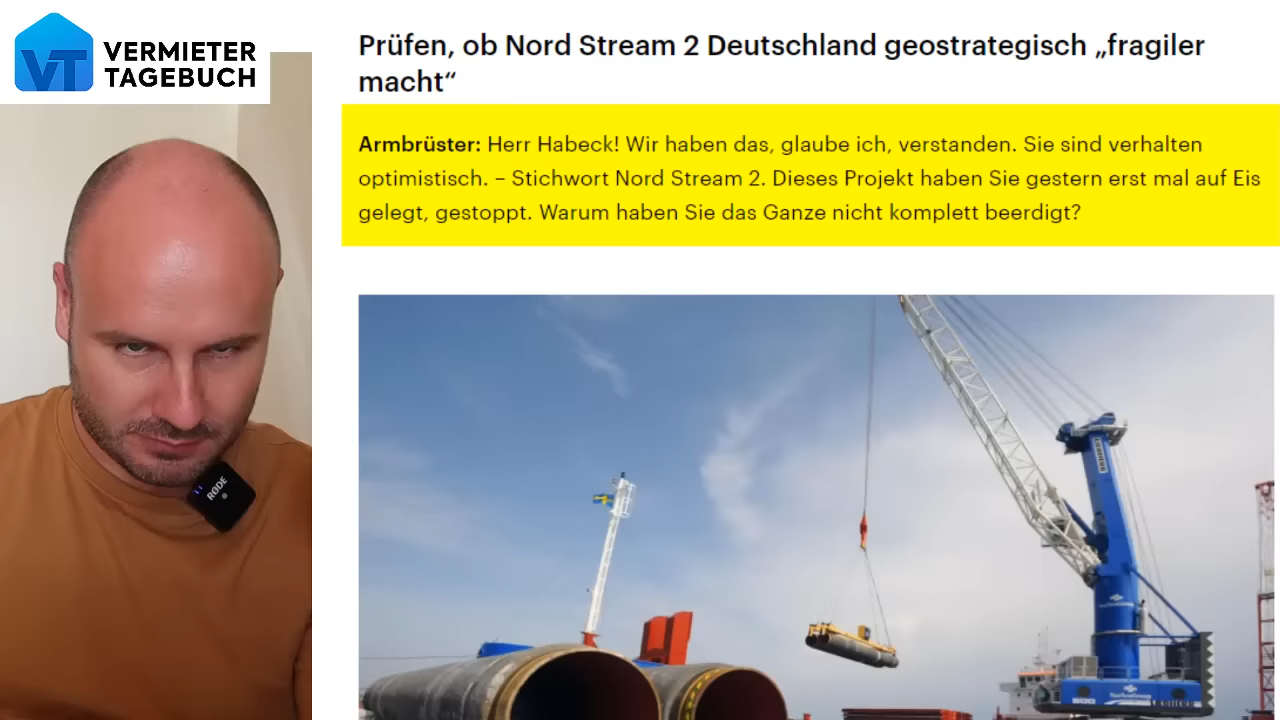 VT VERMIETER
TAGEBUCH
Prüfen, ob Nord Stream 2 Deutschland geostrategisch „fragiler
macht“
Armbrüster: Herr Habeck! Wir haben das, glaube ich, verstanden. Sie sind verhalten
optimistisch. – Stichwort Nord Stream 2. Dieses Projekt haben Sie gestern erst mal auf Eis
gelegt, gestoppt. Warum haben Sie das Ganze nicht komplett beerdigt?
RØDE